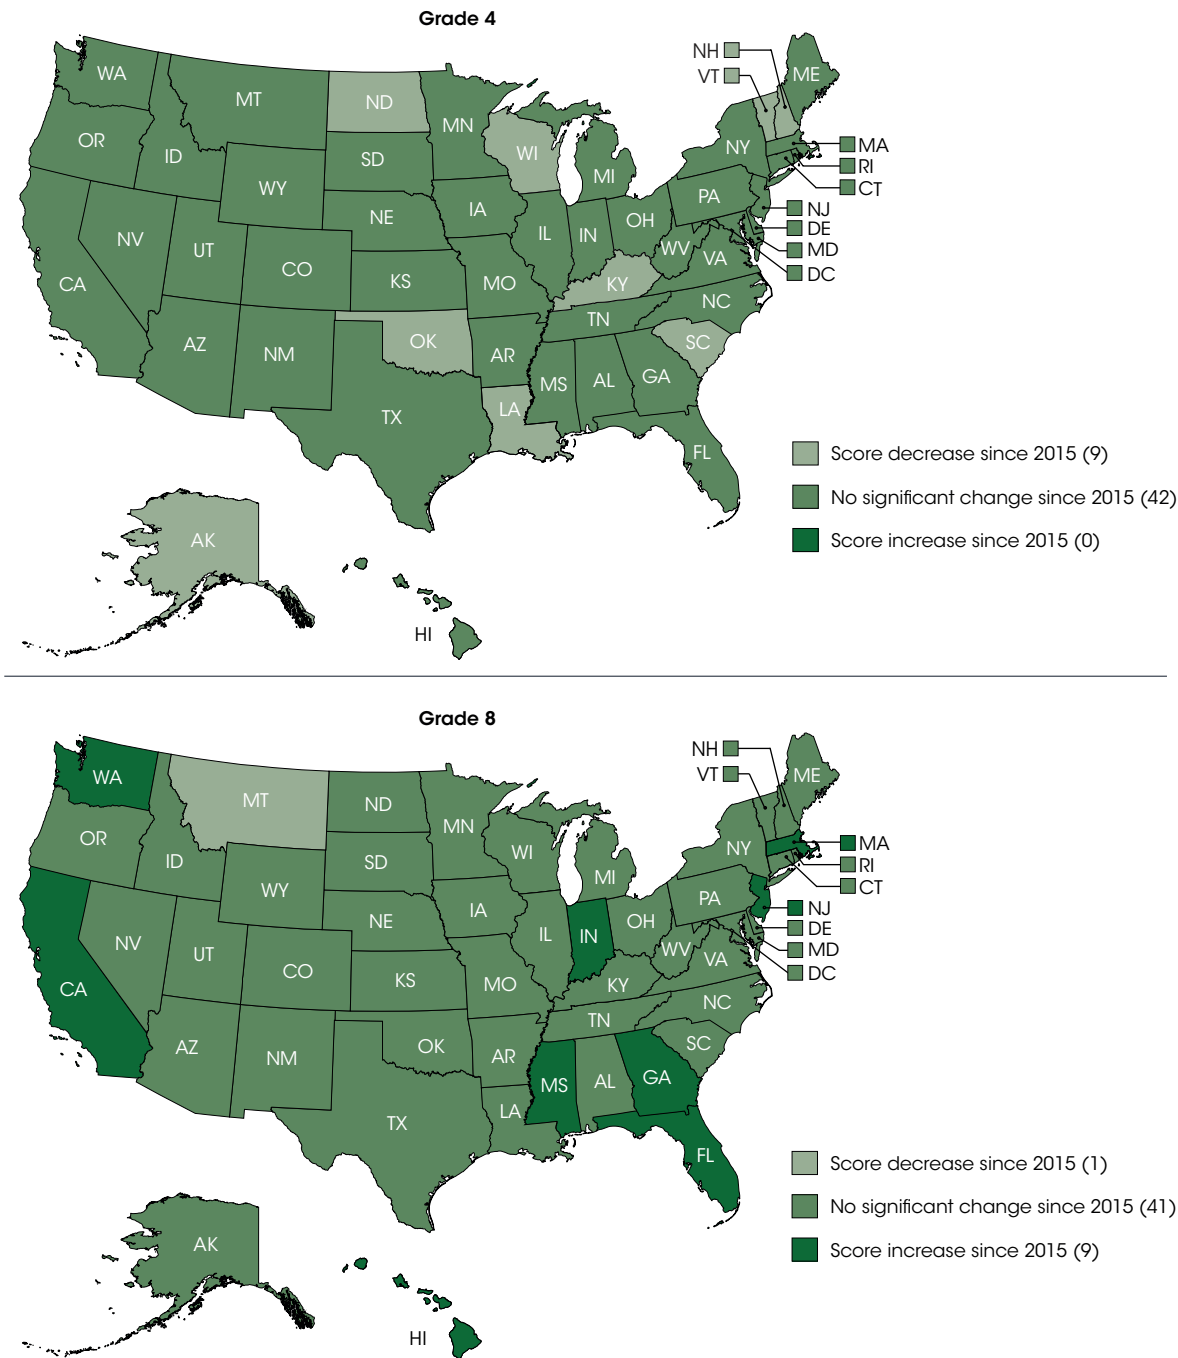 Grade 4
NH
VT
ME
WA
MT
ND
MN
OR
ID
SD
WI
NY
MA
RI
CT
WY
MI
PA
NJ
DE
MD
DC
NE
IA
IL
IN
OH
WV
VA
NV
UT
CO
KS
MO
KY
NC
CA
TN
SC
AZ
NM
OK
AR
MS
AL
GA
TX
LA
FL
Score decrease since 2015 (9)
No significant change since 2015 (42)
Score increase since 2015 (0)
AK
HI
Grade 8
NH
VT
ME
WA
MT
ND
MN
OR
ID
SD
WI
NY
MA
RI
CT
WY
MI
PA
NJ
DE
MD
DC
NE
IA
IL
IN
OH
WV
VA
NV
UT
CO
KS
MO
KY
NC
CA
TN
SC
AZ
NM
OK
AR
MS
AL
GA
TX
LA
FL
Score decrease since 2015 (1)
No significant change since 2015 (41)
Score increase since 2015 (9)
AK
HI